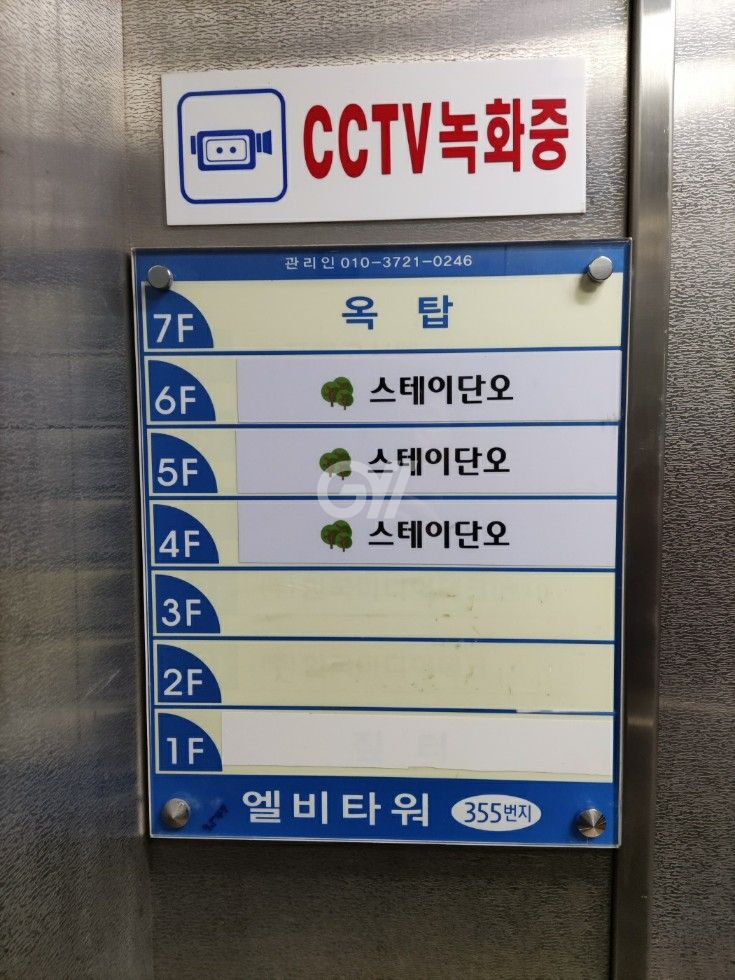 CCTV녹화중
관리인 010-3721-0246
7F 옥 탑
6F 스테이단오
5F 스테이단오
4F 스테이단오
3F
2F
1F
엘비타워 355번지